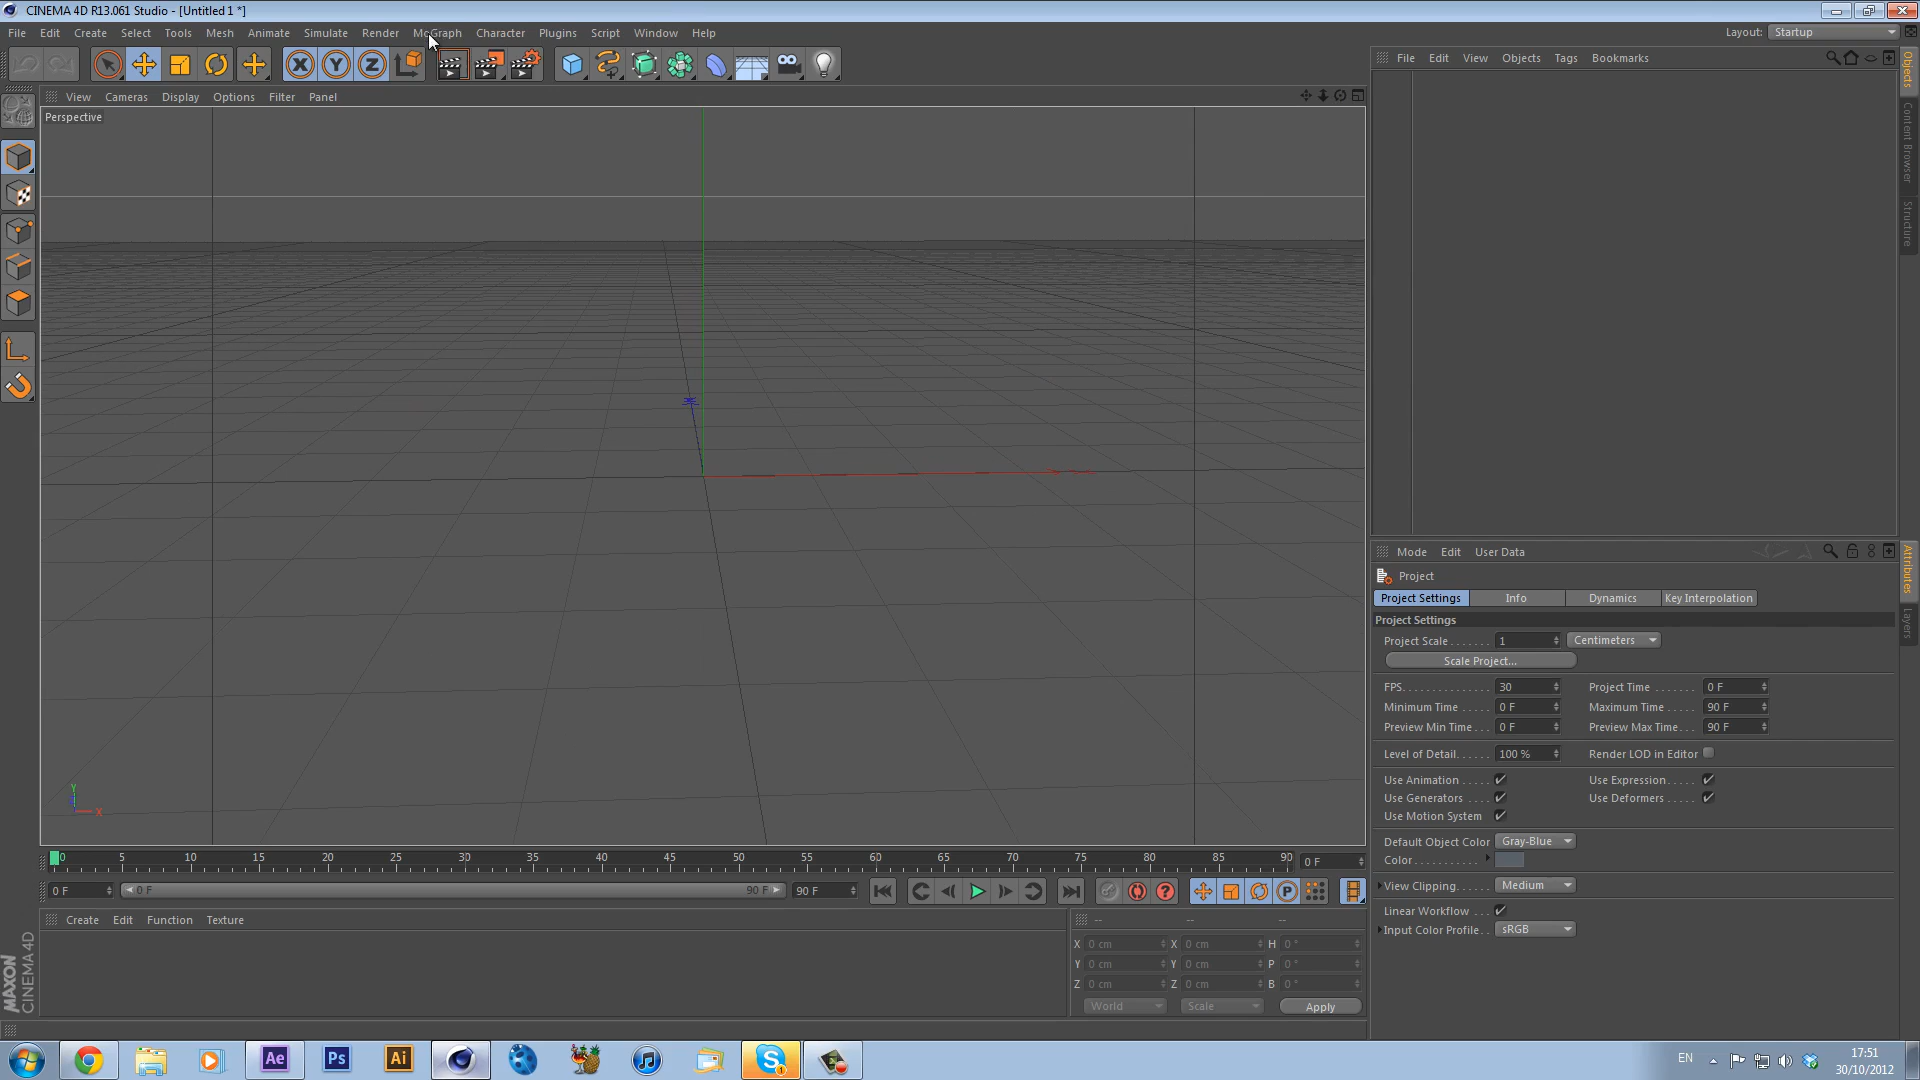 CINEMA 4D R13.061 Studio - [Untitled 1 *]
File Edit Create Select Tools Mesh Animate Simulate Render MoGraph Character Plugins Script Window Help
Layout: Startup
File Edit View Objects Tags Bookmarks
View Cameras Display Options Filter Panel
Perspective
Objects
Content Browser
Structure
Y
X
Mode Edit User Data
Project
Project Settings Info Dynamics Key Interpolation
Project Settings
Project Scale 1 Centimeters
Scale Project...
FPS 30 Project Time 0 F
Minimum Time 0 F Maximum Time 90 F
Preview Min Time 0 F Preview Max Time 90 F
Level of Detail 100 % Render LOD in Editor
Use Animation Use Expression
Use Generators Use Deformers
Use Motion System
Default Object Color Gray-Blue
Color
View Clipping Medium
Linear Workflow
Input Color Profile sRGB
Attributes
Layers
0 5 10 15 20 25 30 35 40 45 50 55 60 65 70 75 80 85 90 0 F
0 F 0 F 90 F 90 F
Create Edit Function Texture
-- -- --
X 0 cm X 0 cm H 0 °
Y 0 cm Y 0 cm P 0 °
Z 0 cm Z 0 cm B 0 °
World Scale Apply
MAXON
CINEMA 4D
Ae Ps Ai S 1
EN 17:51
30/10/2012